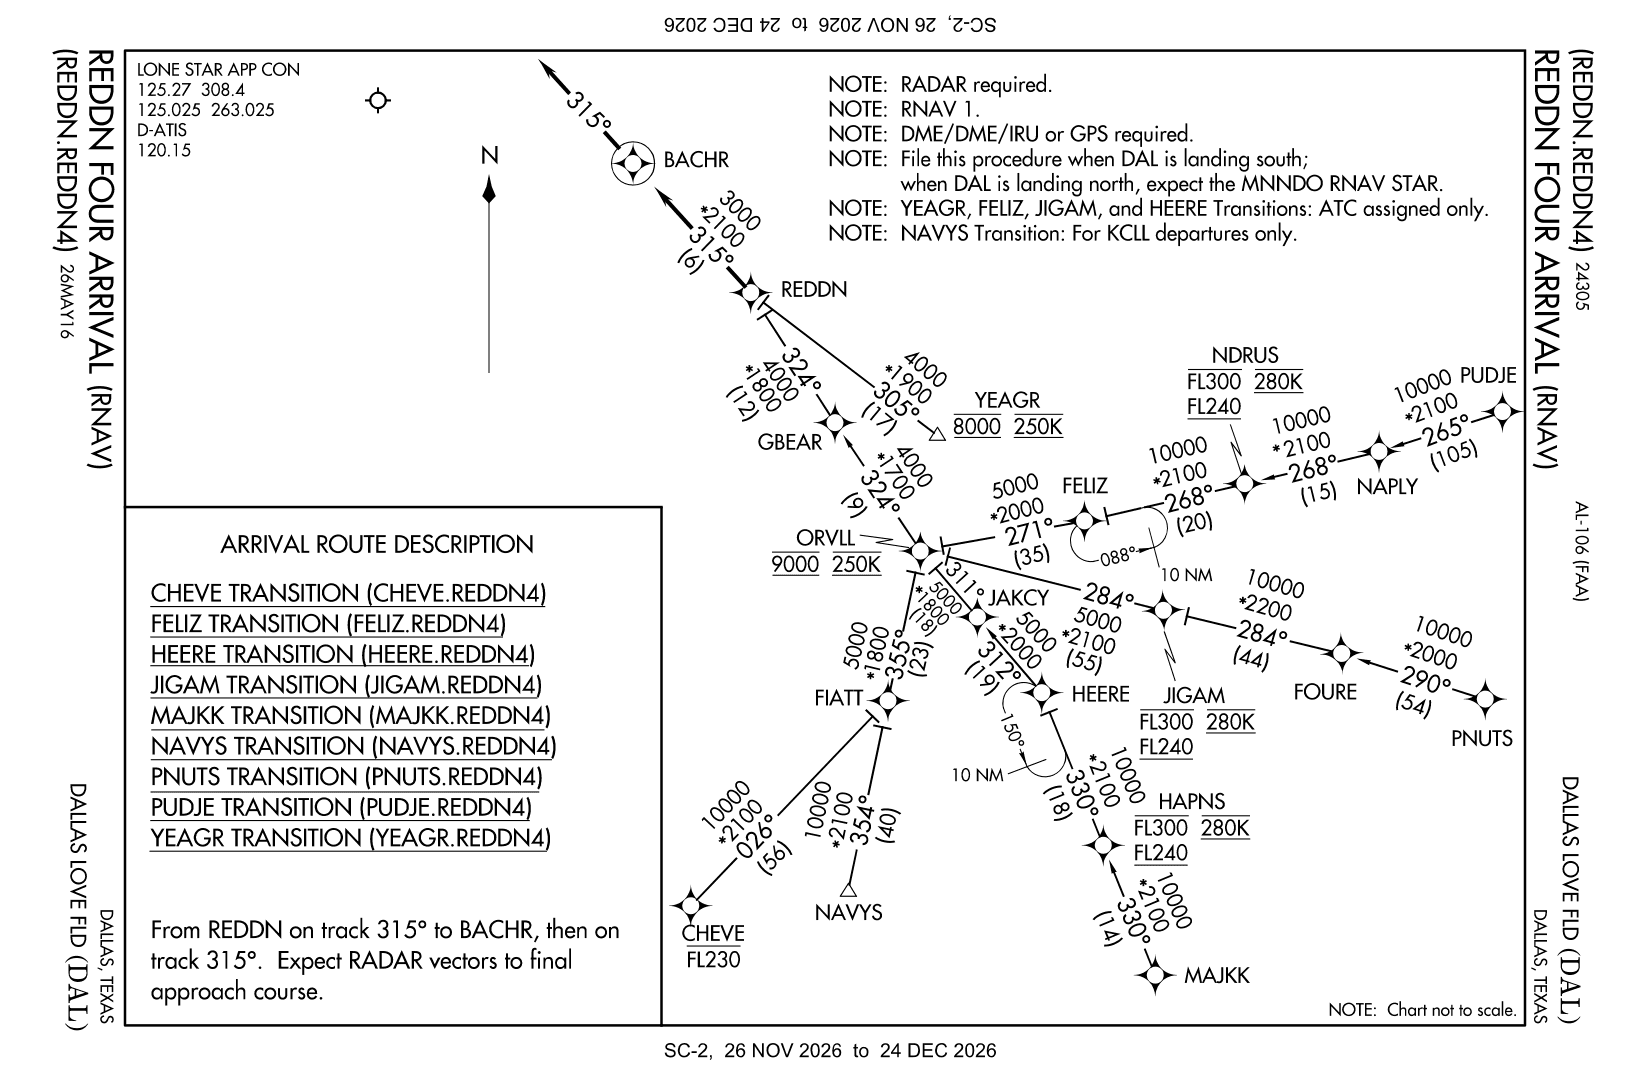 SC-2, 26 NOV 2026 to 24 DEC 2026
(REDDN.REDDN4) 26MAY16
REDDN FOUR ARRIVAL (RNAV)
DALLAS LOVE FLD (DAL)
DALLAS, TEXAS
LONE STAR APP CON
125.27 308.4
125.025 263.025
D-ATIS
120.15
N
NOTE: RADAR required.
NOTE: RNAV 1.
NOTE: DME/DME/IRU or GPS required.
NOTE: File this procedure when DAL is landing south;
when DAL is landing north, expect the MNNDO RNAV STAR.
NOTE: YEAGR, FELIZ, JIGAM, and HEERE Transitions: ATC assigned only.
NOTE: NAVYS Transition: For KCLL departures only.
315°
BACHR
3000
*2100
315°
(6)
REDDN
324°
4000
*1800
(12)
4000
*1900
305°
(17)
YEAGR
8000 250K
GBEAR
4000
*1700
324°
(9)
ORVLL
9000 250K
5000
*2000
271°
(35)
FELIZ
088°
10 NM
10000
*2100
268°
(20)
NDRUS
FL300 280K
FL240
10000
*2100
268°
(15)
NAPLY
10000
*2100
265°
(105)
PUDJE
311°
5000
*1800
(18)
JAKCY
5000
*2000
312°
(19)
HEERE
150°
10 NM
284°
5000
*2100
(55)
JIGAM
FL300 280K
FL240
10000
*2200
284°
(44)
FOURE
10000
*2000
290°
(54)
PNUTS
5000
*1800
355°
(23)
FIATT
10000
*2100
026°
(56)
CHEVE
FL230
10000
*2100
354°
(40)
NAVYS
10000
*2100
330°
(18)
HAPNS
FL300 280K
FL240
10000
*2100
330°
(14)
MAJKK
ARRIVAL ROUTE DESCRIPTION
CHEVE TRANSITION (CHEVE.REDDN4)
FELIZ TRANSITION (FELIZ.REDDN4)
HEERE TRANSITION (HEERE.REDDN4)
JIGAM TRANSITION (JIGAM.REDDN4)
MAJKK TRANSITION (MAJKK.REDDN4)
NAVYS TRANSITION (NAVYS.REDDN4)
PNUTS TRANSITION (PNUTS.REDDN4)
PUDJE TRANSITION (PUDJE.REDDN4)
YEAGR TRANSITION (YEAGR.REDDN4)
From REDDN on track 315° to BACHR, then on
track 315°. Expect RADAR vectors to final
approach course.
NOTE: Chart not to scale.
(REDDN.REDDN4) 24305
REDDN FOUR ARRIVAL (RNAV)
AL-106 (FAA)
DALLAS LOVE FLD (DAL)
DALLAS, TEXAS
SC-2, 26 NOV 2026 to 24 DEC 2026